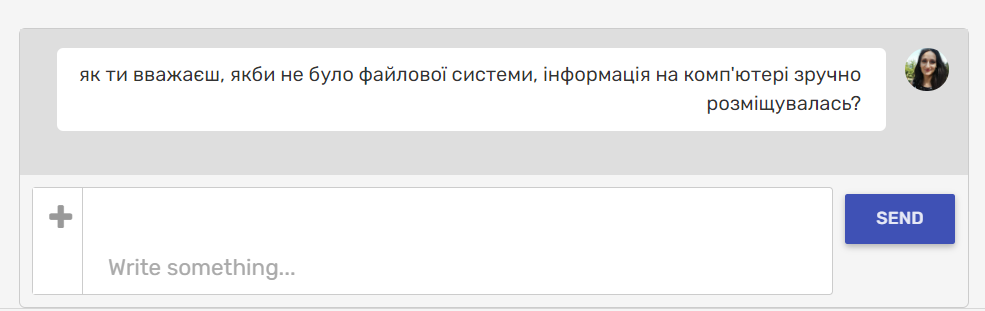 як ти вважаєш, якби не було файлової системи, інформація на комп'ютері зручно
розміщувалась?
SEND
Write something...